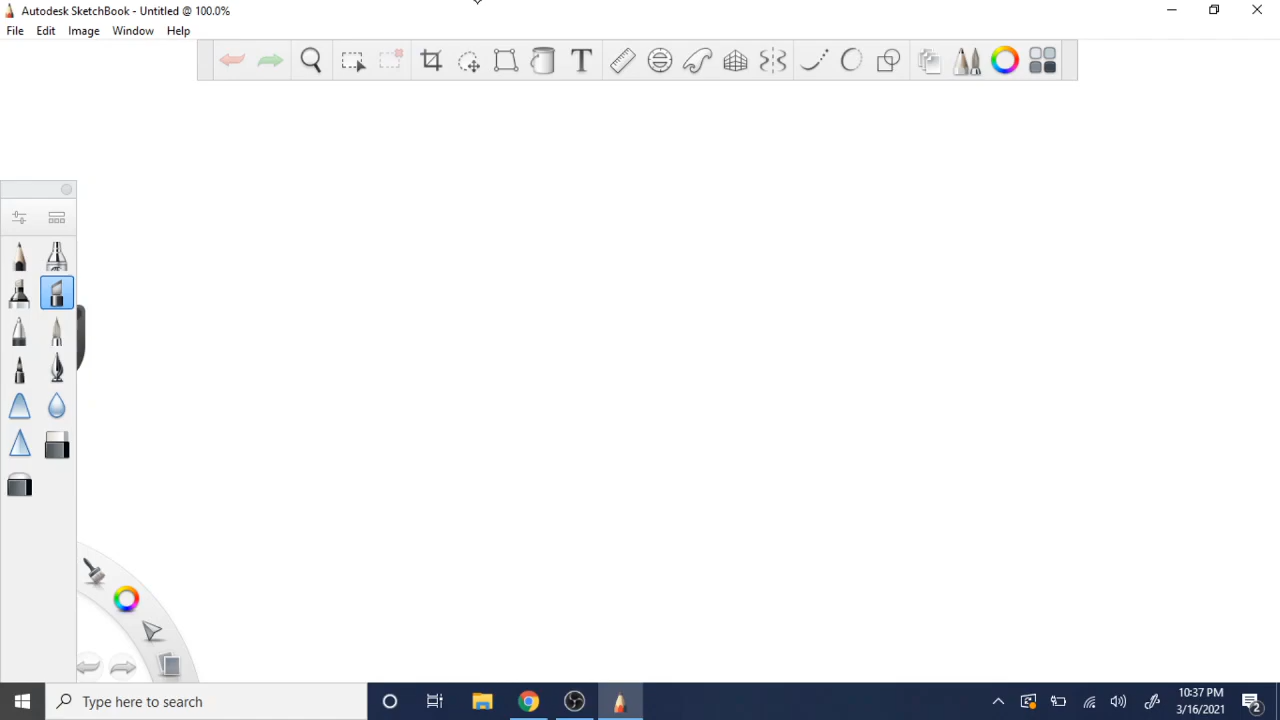 Autodesk SketchBook - Untitled @ 100.0%
File Edit Image Window Help
T
Type here to search
10:37 PM
3/16/2021
2